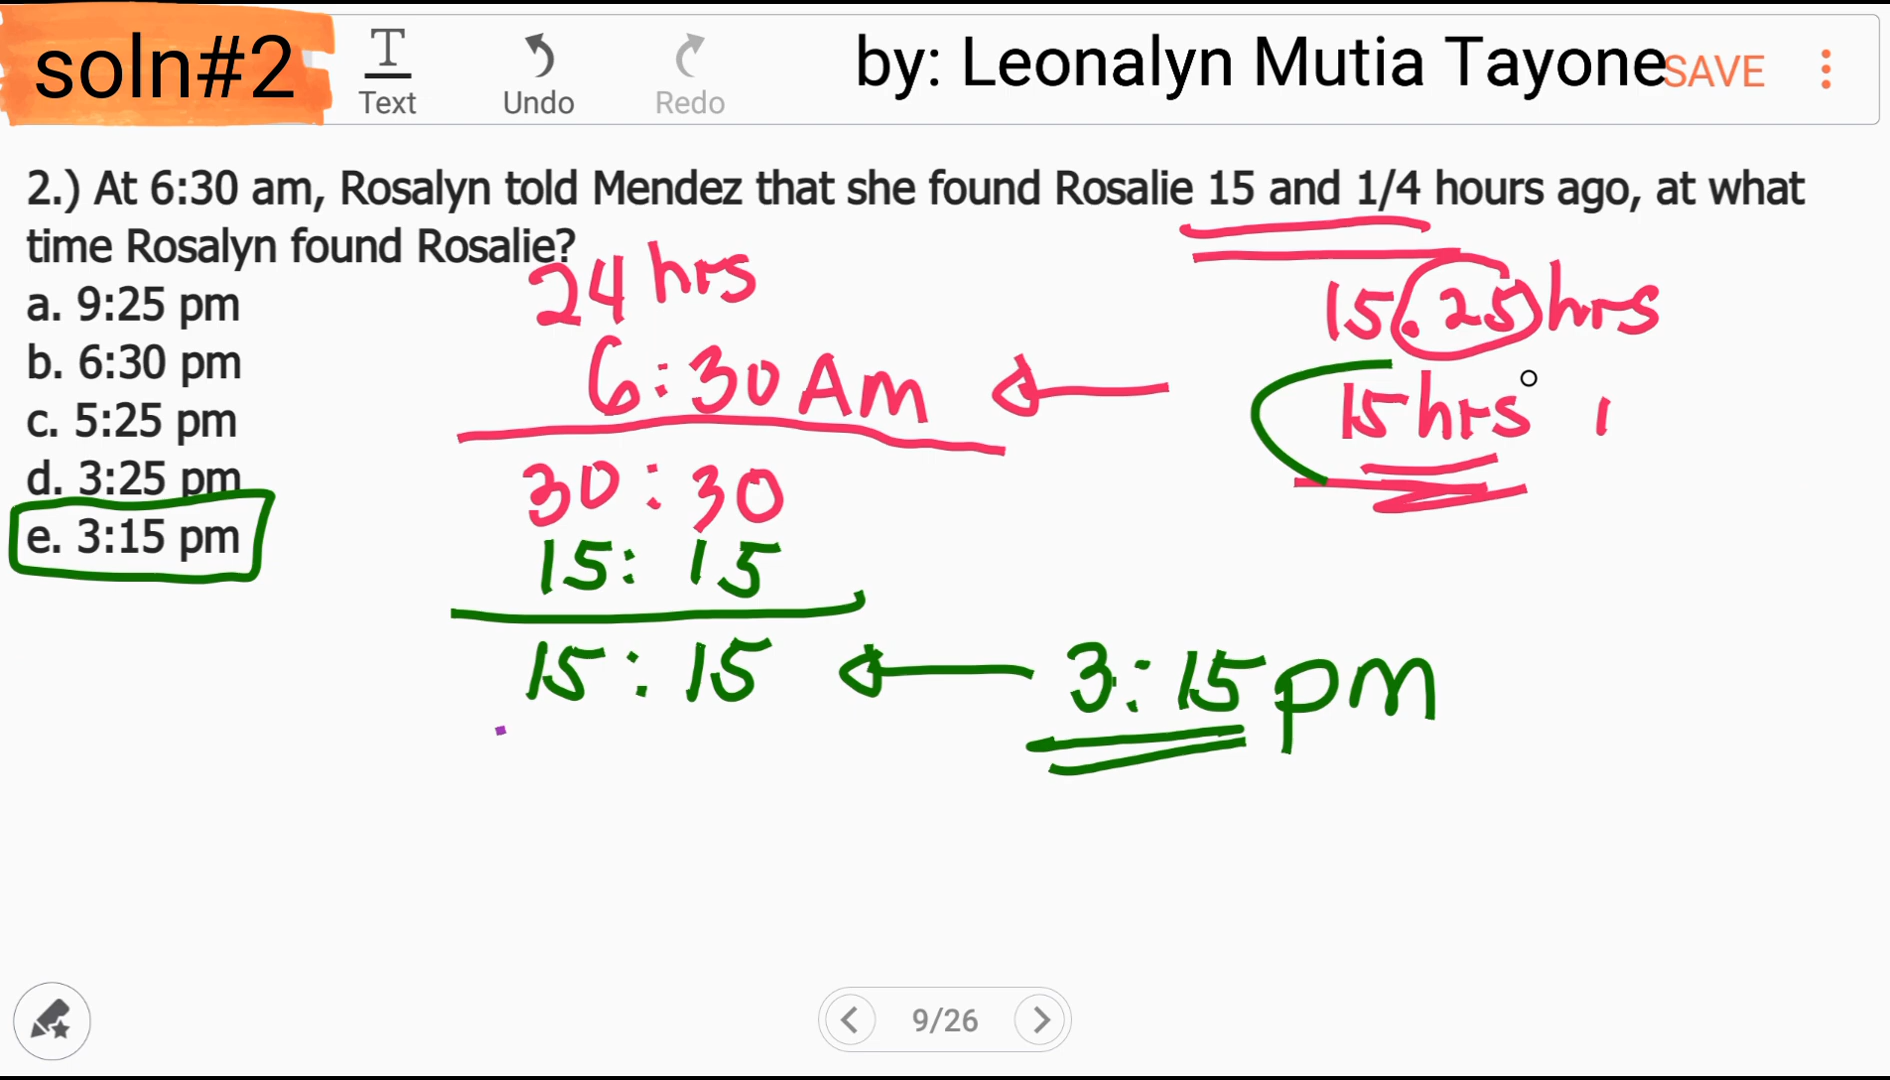 soln#2
Text
Undo
Redo
by: Leonalyn Mutia Tayone
SAVE
2.) At 6:30 am, Rosalyn told Mendez that she found Rosalie 15 and 1/4 hours ago, at what
time Rosalyn found Rosalie?
a. 9:25 pm
b. 6:30 pm
c. 5:25 pm
d. 3:25 pm
e. 3:15 pm
24 hrs
6:30 Am
30:30
15:15
15:15
3:15 pm
15.25 hrs
15 hrs
9/26